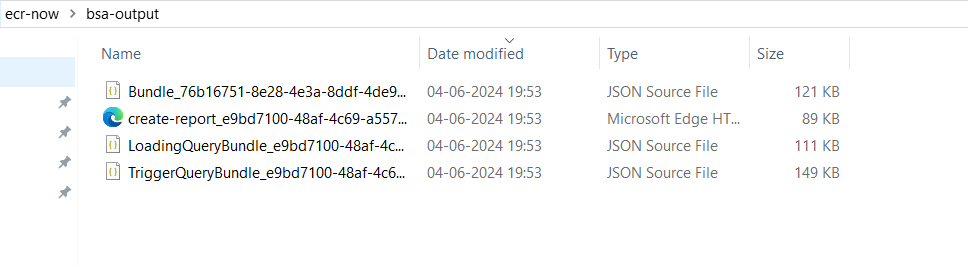 ecr-now > bsa-output
Name Date modified Type Size
Bundle_76b16751-8e28-4e3a-8ddf-4de9... 04-06-2024 19:53 JSON Source File 121 KB
create-report_e9bd7100-48af-4c69-a557... 04-06-2024 19:53 Microsoft Edge HT... 89 KB
LoadingQueryBundle_e9bd7100-48af-4c... 04-06-2024 19:53 JSON Source File 111 KB
TriggerQueryBundle_e9bd7100-48af-4c6... 04-06-2024 19:53 JSON Source File 149 KB